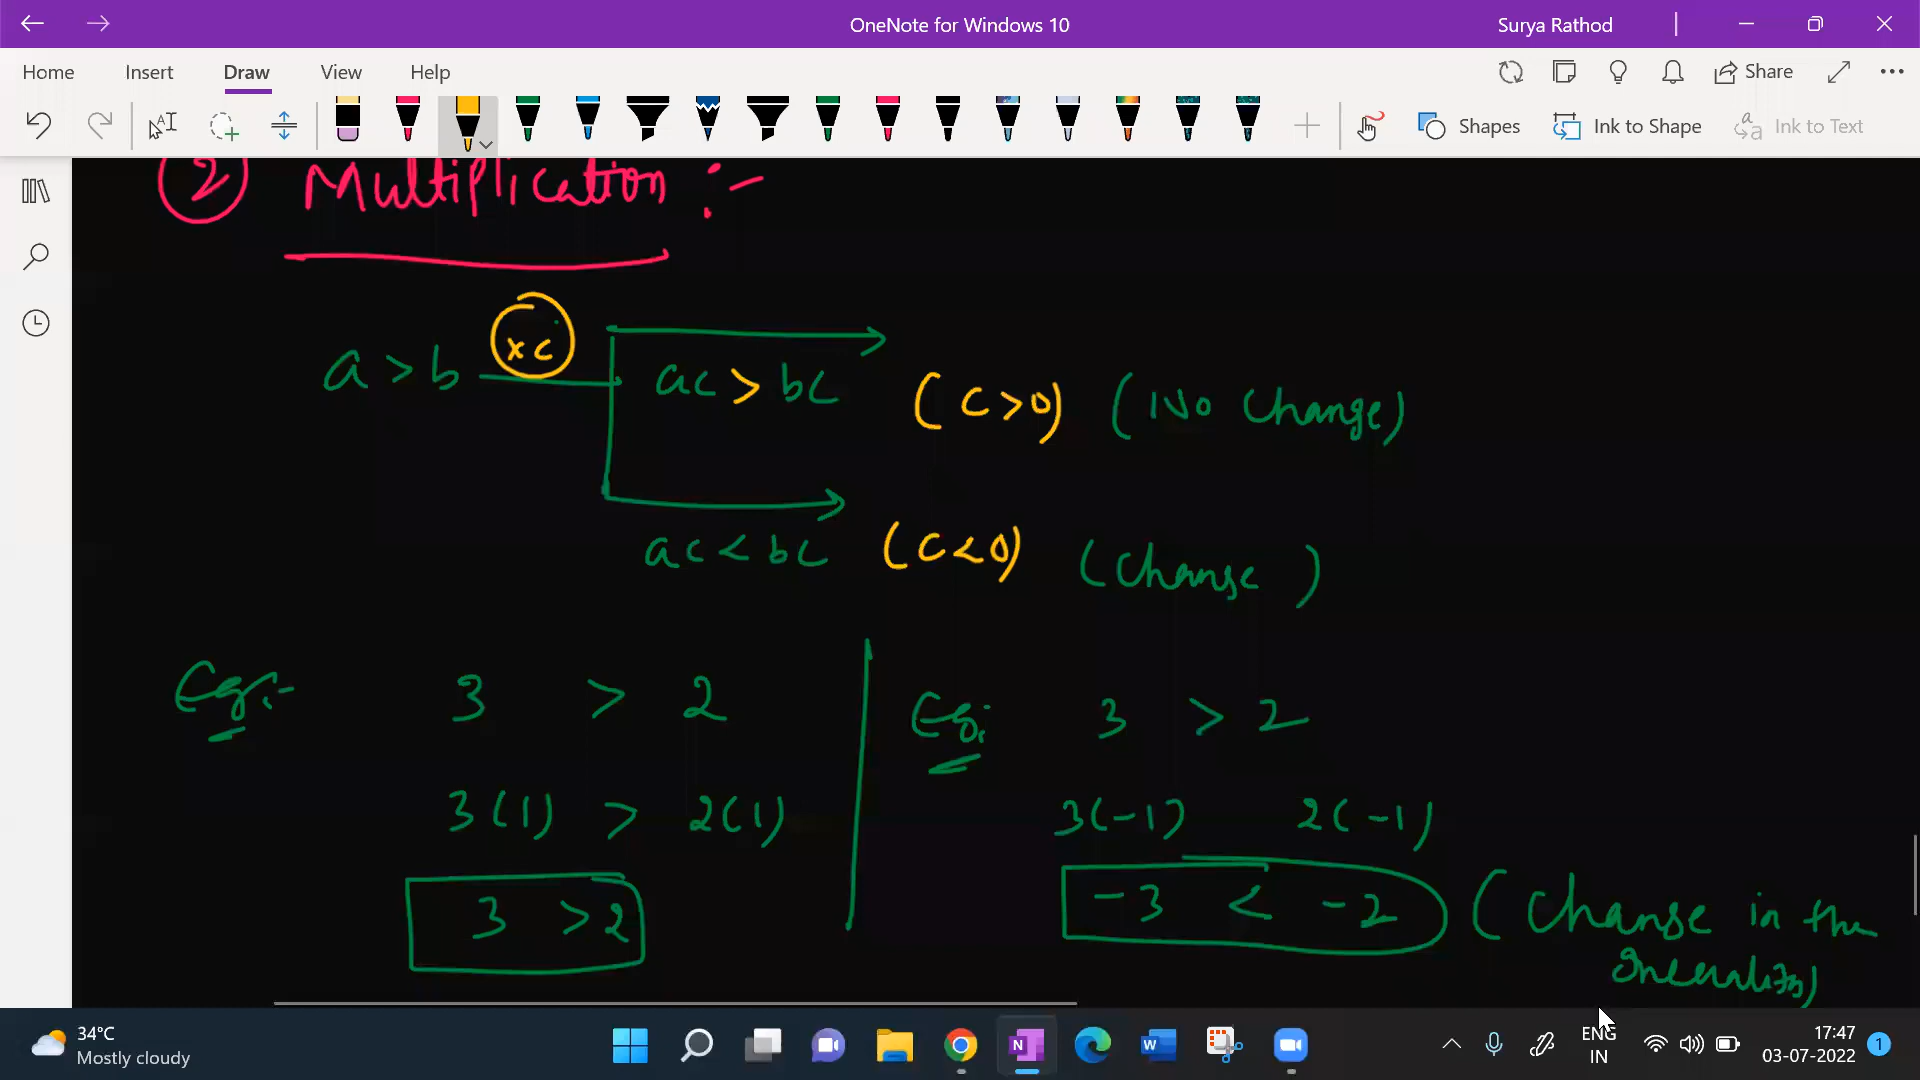 OneNote for Windows 10
Surya Rathod
Home Insert Draw View Help
Share
Shapes Ink to Shape Ink to Text
② Multiplication :-
a > b xc ac > bc (c>0) (No Change)
ac < bc (c<0) (Change )
Eg:- 3 > 2
3(1) > 2(1)
3 > 2
Eg: 3 > 2
3(-1) 2(-1)
-3 < -2 (Change in the
Inequality)
34°C
Mostly cloudy
ENG
IN
17:47
03-07-2022
1